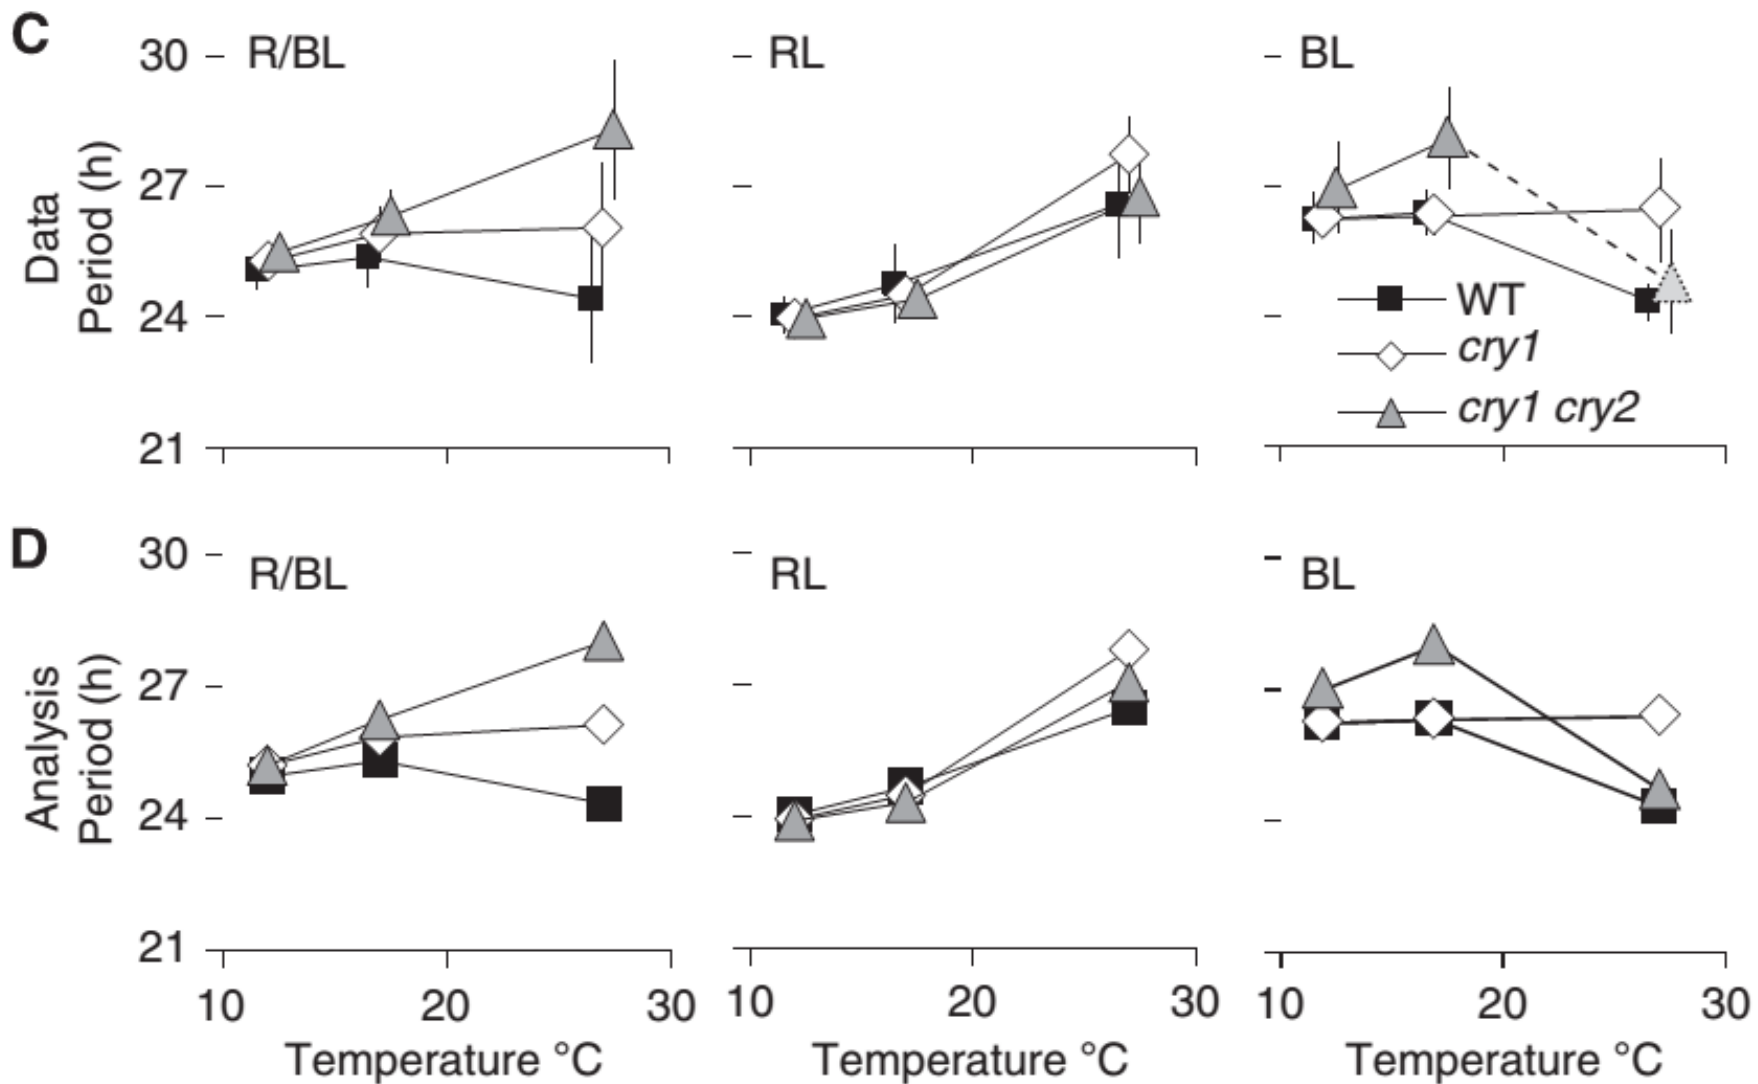 C
R/BL
RL
BL
30
27
24
21
Data
Period (h)
WT
cry1
cry1 cry2
D
R/BL
RL
BL
30
27
24
21
Analysis
Period (h)
10 20 30
10 20 30
10 20 30
Temperature °C
Temperature °C
Temperature °C